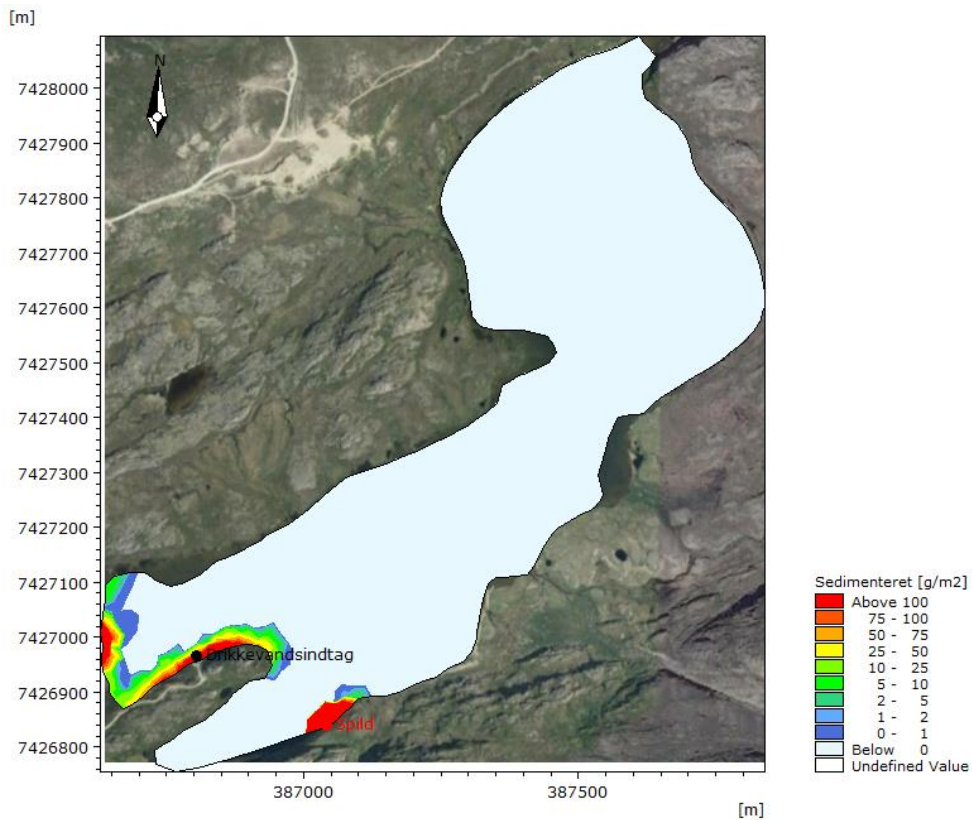 [m]
N
7428000
7427900
7427800
7427700
7427600
7427500
7427400
7427300
7427200
7427100
7427000
7426900
7426800
Drikkevandsindtag
Spild
387000
387500
[m]
Sedimenteret [g/m2]
Above 100
75 - 100
50 - 75
25 - 50
10 - 25
5 - 10
2 - 5
1 - 2
0 - 1
Below 0
Undefined Value